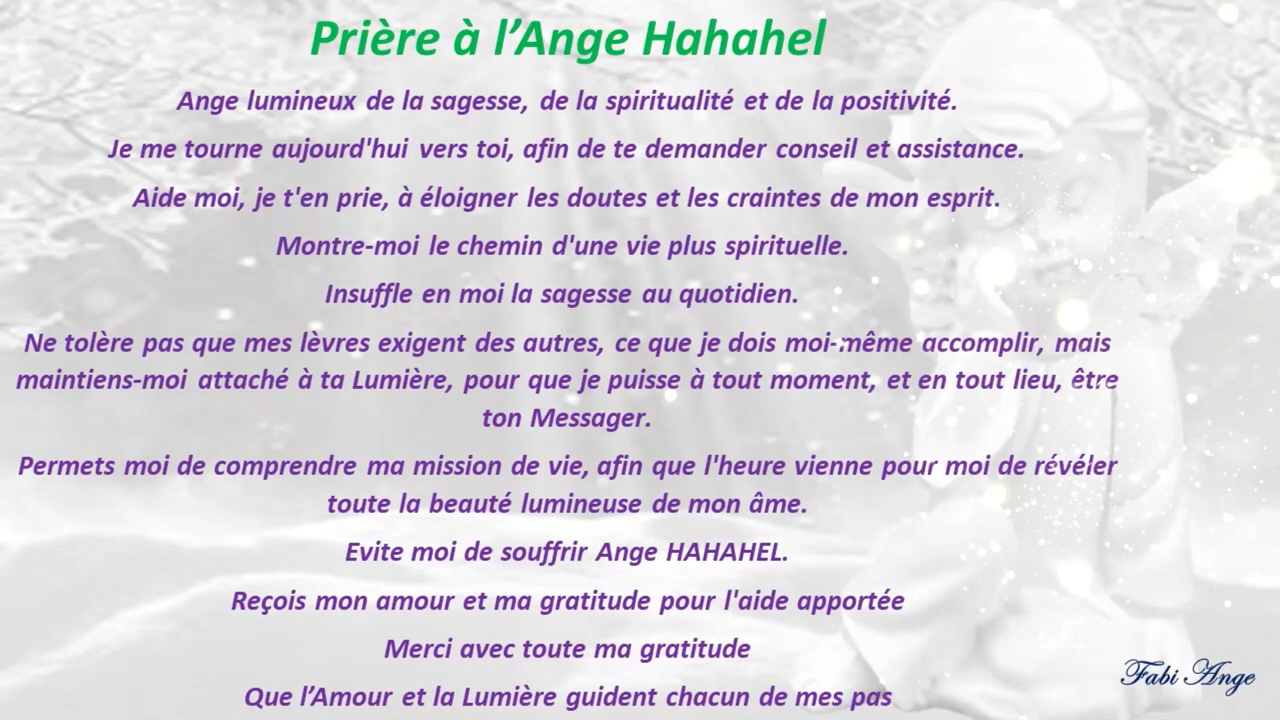 Prière à l’Ange Hahahel
Ange lumineux de la sagesse, de la spiritualité et de la positivité.
Je me tourne aujourd'hui vers toi, afin de te demander conseil et assistance.
Aide moi, je t'en prie, à éloigner les doutes et les craintes de mon esprit.
Montre-moi le chemin d'une vie plus spirituelle.
Insuffle en moi la sagesse au quotidien.
Ne tolère pas que mes lèvres exigent des autres, ce que je dois moi-même accomplir, mais
maintiens-moi attaché à ta Lumière, pour que je puisse à tout moment, et en tout lieu, être
ton Messager.
Permets moi de comprendre ma mission de vie, afin que l'heure vienne pour moi de révéler
toute la beauté lumineuse de mon âme.
Evite moi de souffrir Ange HAHAHEL.
Reçois mon amour et ma gratitude pour l'aide apportée
Merci avec toute ma gratitude
Que l’Amour et la Lumière guident chacun de mes pas
Fabi Ange